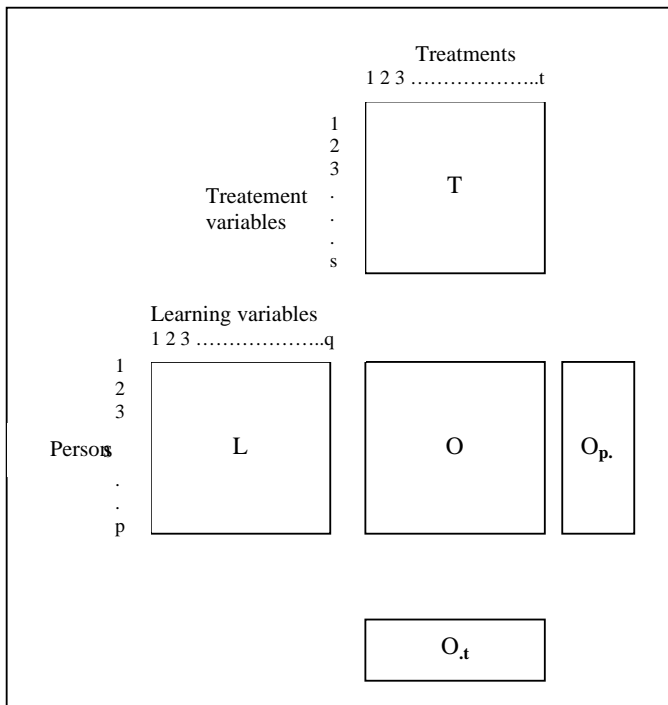 Treatments
1 2 3 ………………..t
1
2
3
.
.
.
s
Treatement
variables
T
Learning variables
1 2 3 ………………..q
1
2
3
Persons
.
.
p
L
O
Op.
O.t